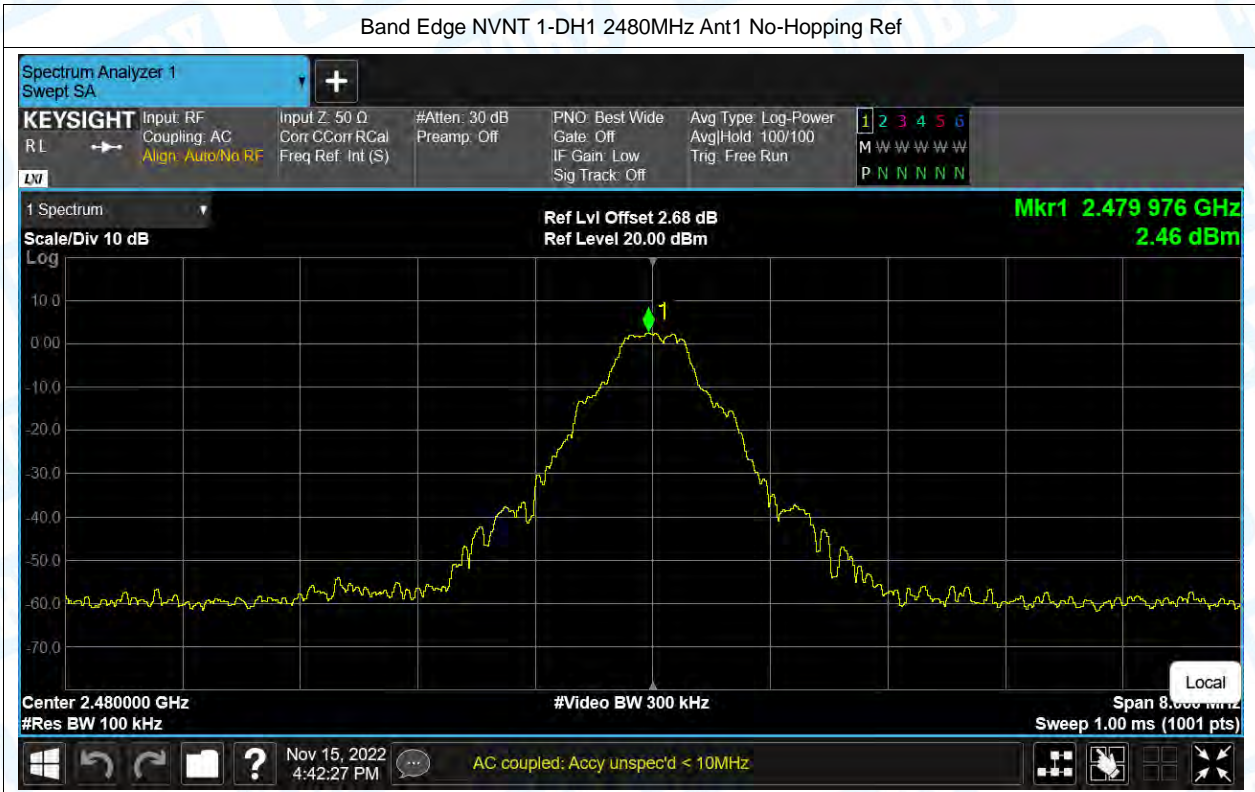 Band Edge NVNT 1-DH1 2480MHz Ant1 No-Hopping Ref
Spectrum Analyzer 1
Swept SA
+
KEYSIGHT
RL
LXI
Input: RF
Coupling: AC
Align: Auto/No RF
Input Z: 50 Ω
Corr CCorr RCal
Freq Ref: Int (S)
#Atten: 30 dB
Preamp: Off
PNO: Best Wide
Gate: Off
IF Gain: Low
Sig Track: Off
Avg Type: Log-Power
Avg|Hold: 100/100
Trig: Free Run
1 2 3 4 5 6
M W W W W W W
P N N N N N N
1 Spectrum
Scale/Div 10 dB
Ref Lvl Offset 2.68 dB
Ref Level 20.00 dBm
Mkr1 2.479 976 GHz
2.46 dBm
Log
10.0
0.00
-10.0
-20.0
-30.0
-40.0
-50.0
-60.0
-70.0
1
Local
Center 2.480000 GHz
#Res BW 100 kHz
#Video BW 300 kHz
Span
Sweep 1.00 ms (1001 pts)
?
Nov 15, 2022
4:42:27 PM
AC coupled: Accy unspec'd < 10MHz